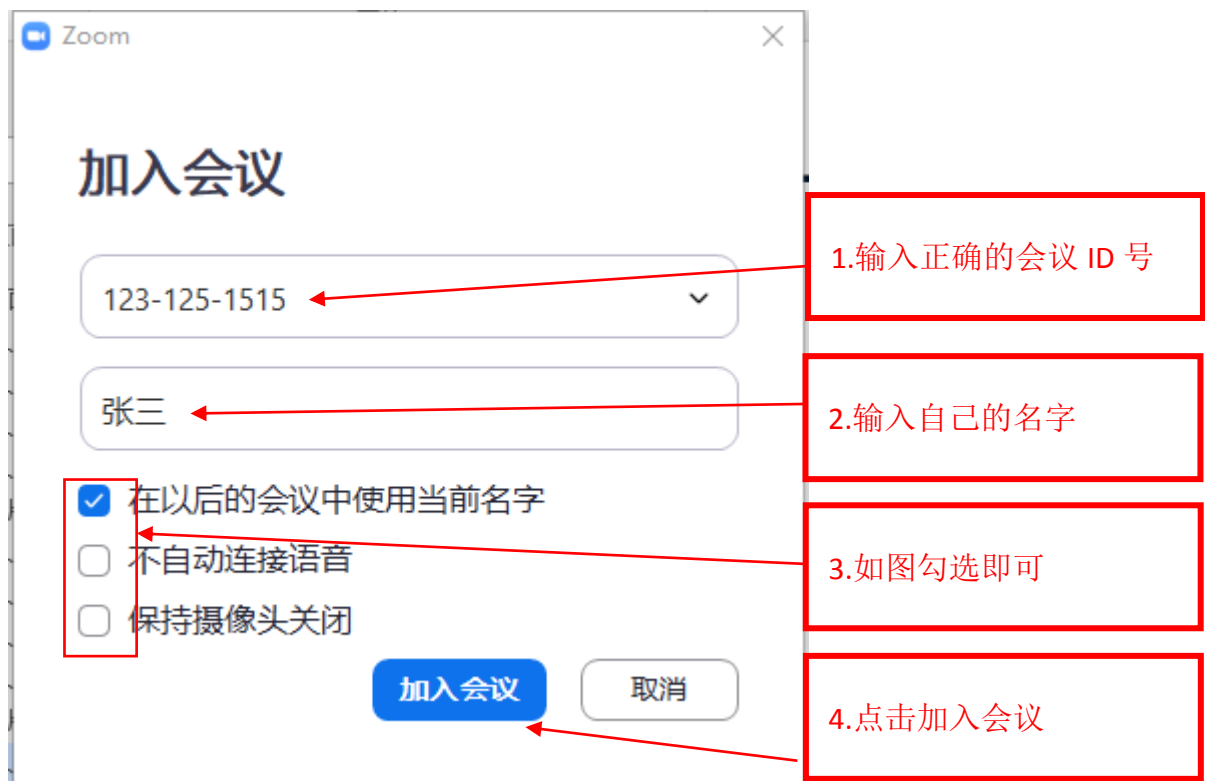 Zoom
加入会议
123-125-1515
张三
在以后的会议中使用当前名字
不自动连接语音
保持摄像头关闭
加入会议
取消
1.输入正确的会议 ID 号
2.输入自己的名字
3.如图勾选即可
4.点击加入会议